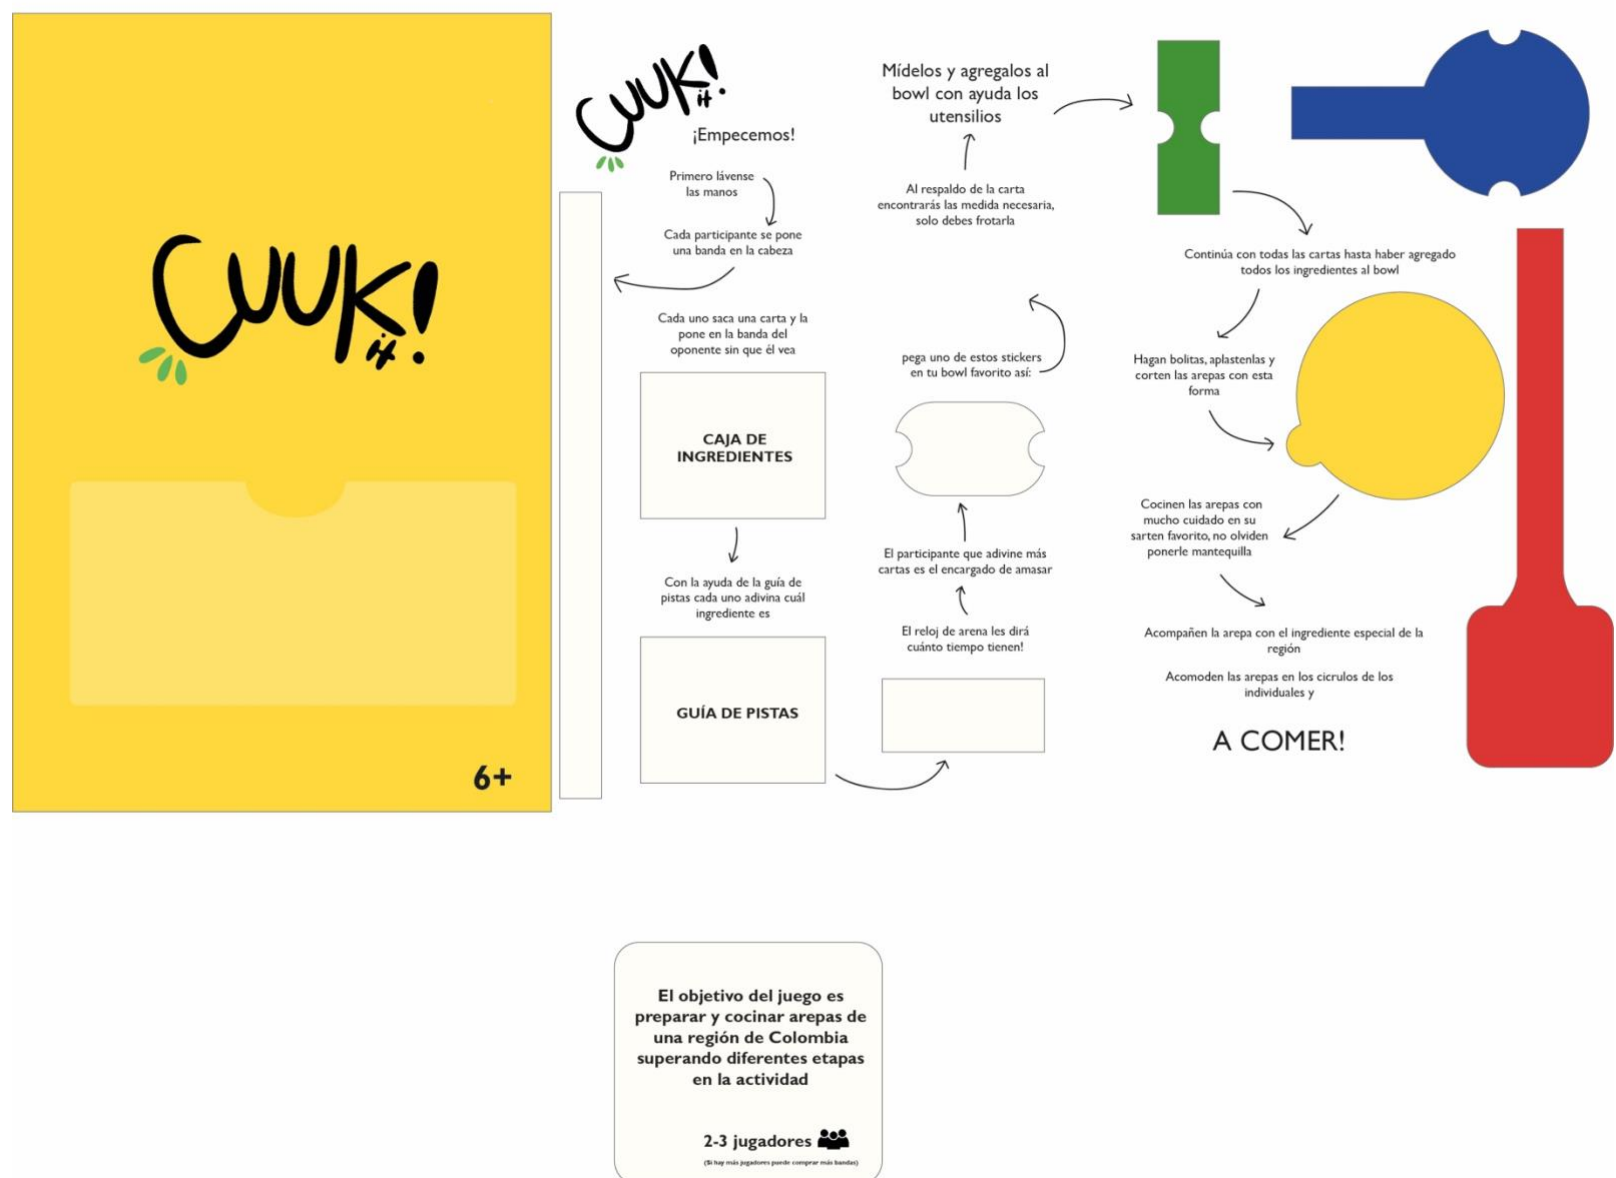 CUUK!
it
6+
CUUK!
it
¡Empecemos!
Primero lávense
las manos
Cada participante se pone
una banda en la cabeza
Cada uno saca una carta y la
pone en la banda del
oponente sin que él vea
CAJA DE
INGREDIENTES
Con la ayuda de la guía de
pistas cada uno adivina cuál
ingrediente es
GUÍA DE PISTAS
El reloj de arena les dirá
cuánto tiempo tienen!
El participante que adivine más
cartas es el encargado de amasar
pega uno de estos stickers
en tu bowl favorito así:
Al respaldo de la carta
encontrarás las medida necesaria,
solo debes frotarla
Mídelos y agregalos al
bowl con ayuda los
utensilios
Continúa con todas las cartas hasta haber agregado
todos los ingredientes al bowl
Hagan bolitas, aplastenlas y
corten las arepas con esta
forma
Cocinen las arepas con
mucho cuidado en su
sarten favorito, no olviden
ponerle mantequilla
Acompañen la arepa con el ingrediente especial de la
región
Acomoden las arepas en los cicrulos de los
individuales y
A COMER!
El objetivo del juego es
preparar y cocinar arepas de
una región de Colombia
superando diferentes etapas
en la actividad
2-3 jugadores
(Si hay más jugadores puede comprar más bandas)